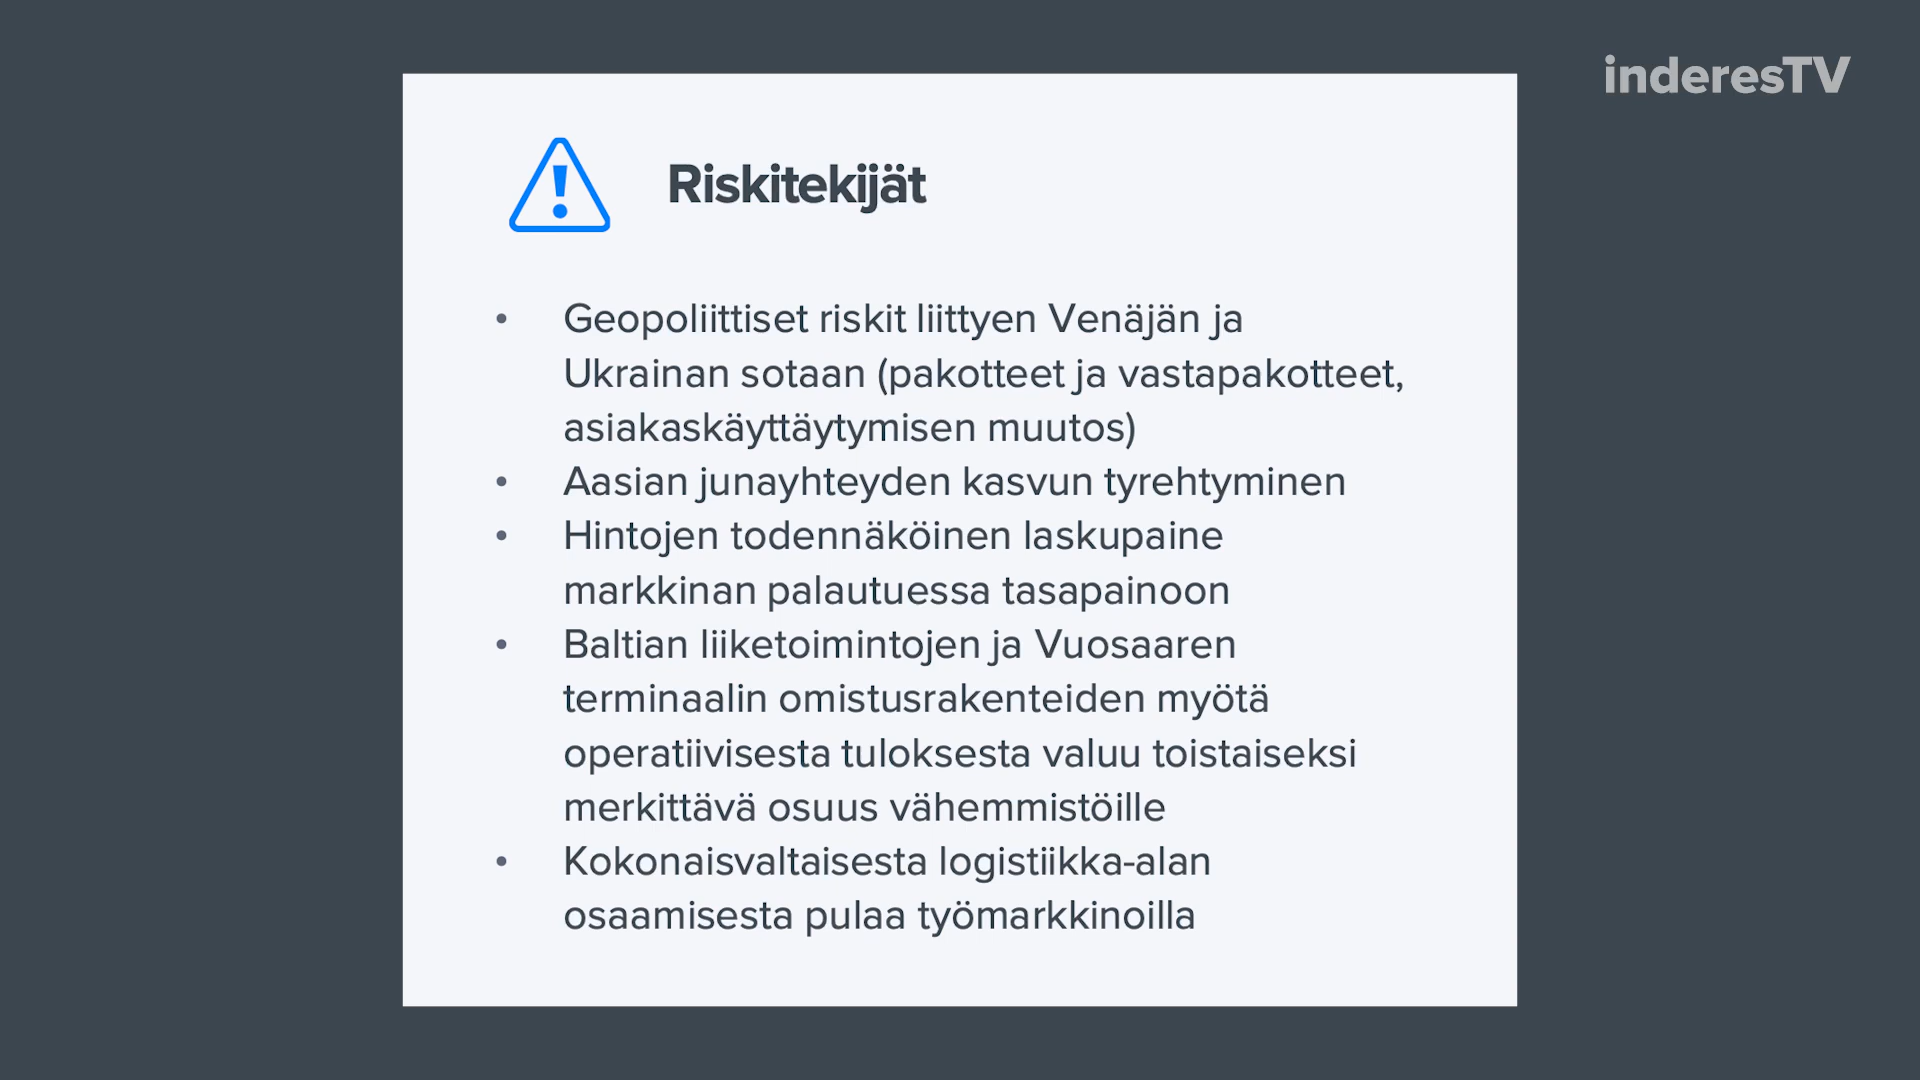 inderesTV
Riskitekijät
• Geopoliittiset riskit liittyen Venäjän ja
Ukrainan sotaan (pakotteet ja vastapakotteet,
asiakaskäyttäytymisen muutos)
• Aasian junayhteyden kasvun tyrehtyminen
• Hintojen todennäköinen laskupaine
markkinan palautuessa tasapainoon
• Baltian liiketoimintojen ja Vuosaaren
terminaalin omistusrakenteiden myötä
operatiivisesta tuloksesta valuu toistaiseksi
merkittävä osuus vähemmistöille
• Kokonaisvaltaisesta logistiikka-alan
osaamisesta pulaa työmarkkinoilla